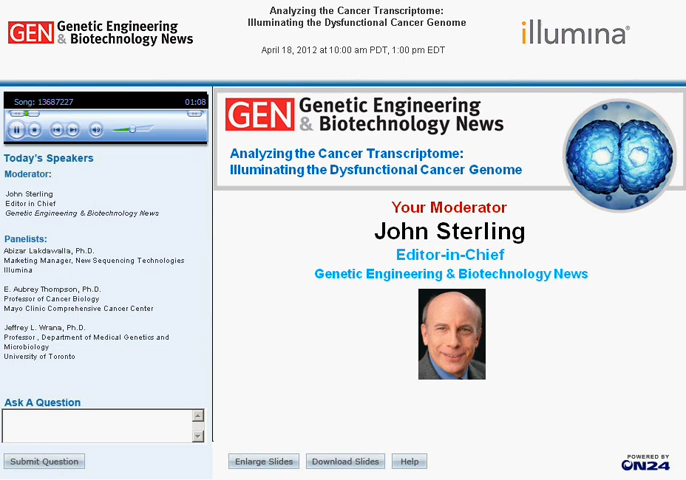 GEN Genetic Engineering
& Biotechnology News
Analyzing the Cancer Transcriptome:
Illuminating the Dysfunctional Cancer Genome
April 18, 2012 at 10:00 am PDT, 1:00 pm EDT
illumina®
Song: 13687227 01:08
Today's Speakers
Moderator:
John Sterling
Editor in Chief
Genetic Engineering & Biotechnology News
Panelists:
Abizar Lakdawalla, Ph.D.
Marketing Manager, New Sequencing Technologies
Illumina
E. Aubrey Thompson, Ph.D.
Professor of Cancer Biology
Mayo Clinic Comprehensive Cancer Center
Jeffrey L. Wrana, Ph.D.
Professor , Department of Medical Genetics and
Microbiology
University of Toronto
Ask A Question
Submit Question
GEN Genetic Engineering
& Biotechnology News
Analyzing the Cancer Transcriptome:
Illuminating the Dysfunctional Cancer Genome
Your Moderator
John Sterling
Editor-in-Chief
Genetic Engineering & Biotechnology News
Enlarge Slides Download Slides Help
POWERED BY
ON24